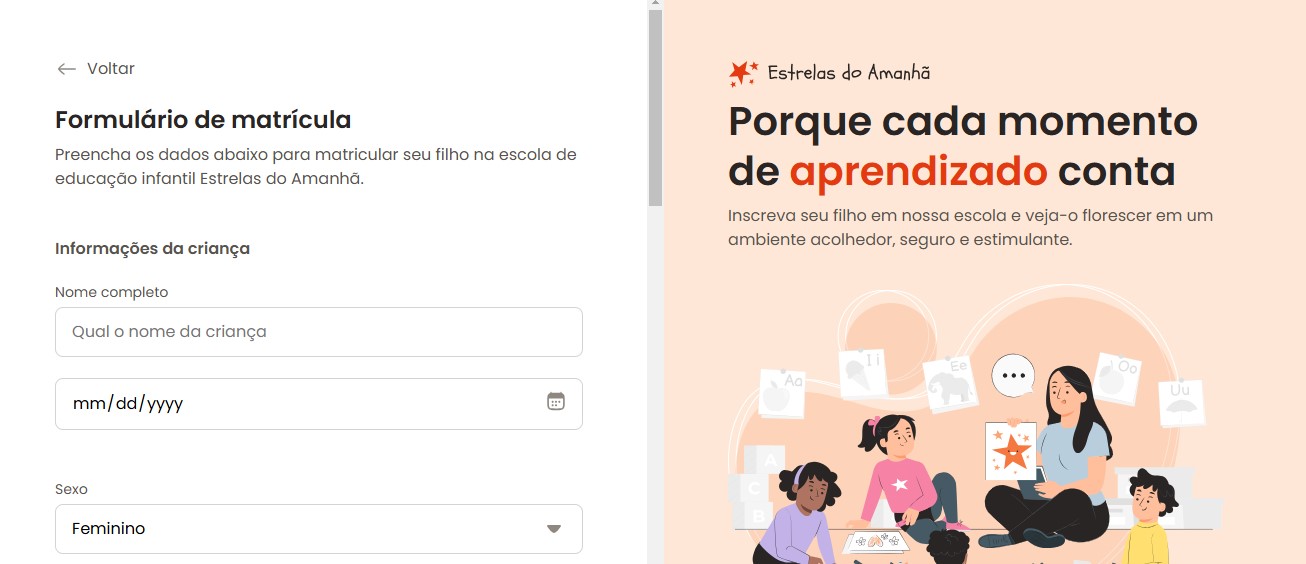 Voltar
Formulário de matrícula
Preencha os dados abaixo para matricular seu filho na escola de
educação infantil Estrelas do Amanhã.
Informações da criança
Nome completo
Qual o nome da criança
mm/dd/yyyy
Sexo
Feminino
Estrelas do Amanhã
Porque cada momento
de aprendizado conta
Inscreva seu filho em nossa escola e veja-o florescer em um
ambiente acolhedor, seguro e estimulante.
Aa
Ii
Ee
Oo
Uu
A
C
B